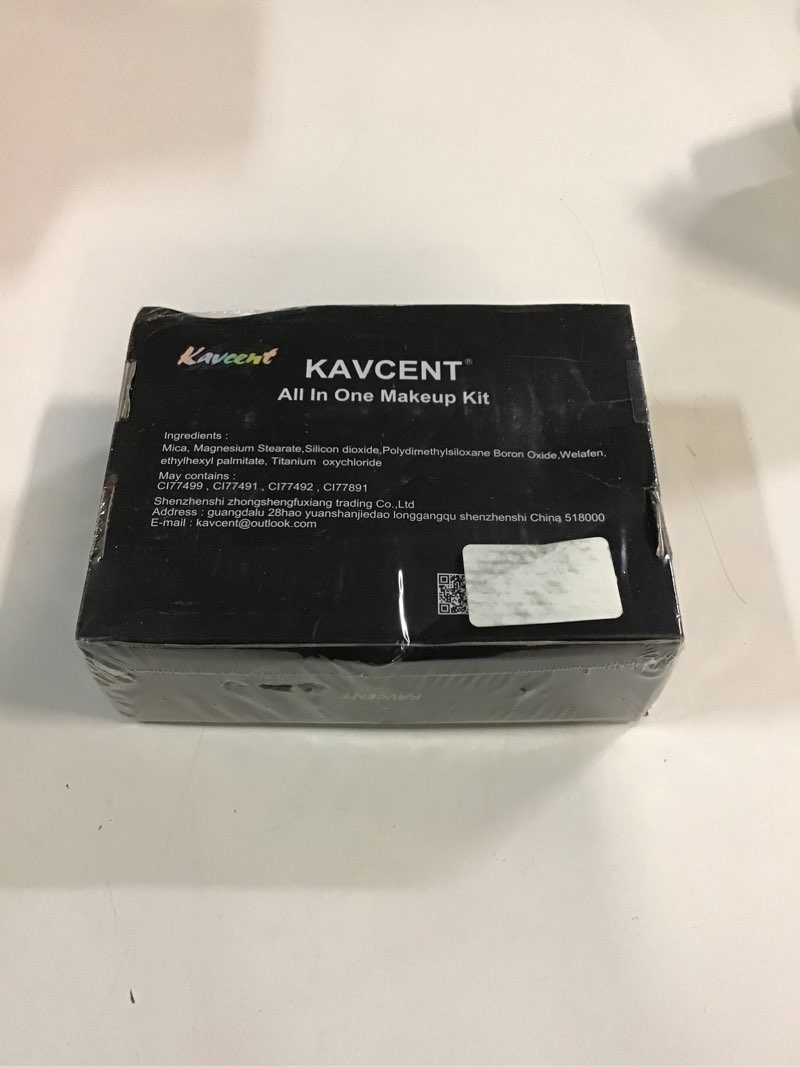 Kavcent
KAVCENT®
All In One Makeup Kit
Ingredients :
Mica, Magnesium Stearate,Silicon dioxide,Polydimethylsiloxane Boron Oxide,Welafen,
ethylhexyl palmitate, Titanium oxychloride
May contains :
CI77499 , CI77491 , CI77492 , CI77891
Shenzhenshi zhongshengfuxiang trading Co.,Ltd
Address : guangdalu 28hao yuanshanjiedao longgangqu shenzhenshi China 518000
E-mail : kavcent@outlook.com
KAVCENT